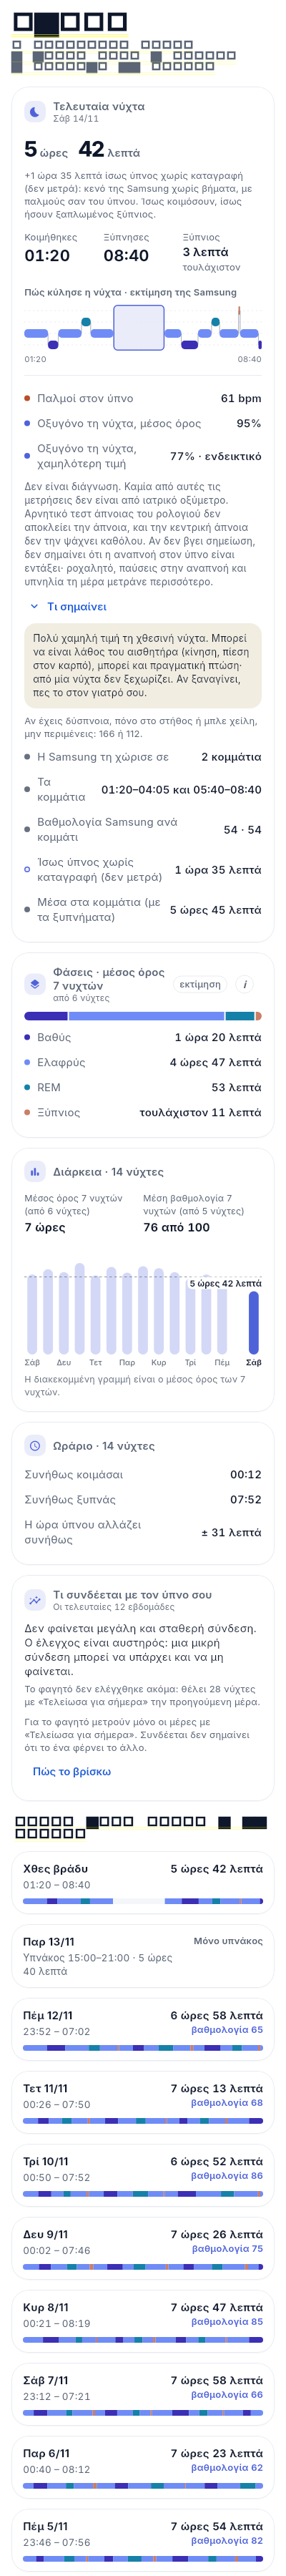 Τελευταία νύχτα
Σάβ 14/11
5 ώρες 42 λεπτά
+1 ώρα 35 λεπτά ίσως ύπνος χωρίς καταγραφή
(δεν μετρά): κενό της Samsung χωρίς βήματα, με
παλμούς σαν του ύπνου. Ίσως κοιμόσουν, ίσως
ήσουν ξαπλωμένος ξύπνιος.
Κοιμήθηκες Ξύπνησες Ξύπνιος
01:20 08:40 3 λεπτά
τουλάχιστον
Πώς κύλησε η νύχτα · εκτίμηση της Samsung
01:20 08:40
Παλμοί στον ύπνο 61 bpm
Οξυγόνο τη νύχτα, μέσος όρος 95%
Οξυγόνο τη νύχτα,
χαμηλότερη τιμή 77% · ενδεικτικό
Δεν είναι διάγνωση. Καμία από αυτές τις
μετρήσεις δεν είναι από ιατρικό οξύμετρο.
Αρνητικό τεστ άπνοιας του ρολογιού δεν
αποκλείει την άπνοια, και την κεντρική άπνοια
δεν την ψάχνει καθόλου. Αν δεν βγει σημείωση,
δεν σημαίνει ότι η αναπνοή στον ύπνο είναι
εντάξει· ροχαλητό, παύσεις στην αναπνοή και
υπνηλία τη μέρα μετράνε περισσότερο.
Τι σημαίνει
Πολύ χαμηλή τιμή τη χθεσινή νύχτα. Μπορεί
να είναι λάθος του αισθητήρα (κίνηση, πίεση
στον καρπό), μπορεί και πραγματική πτώση·
από μία νύχτα δεν ξεχωρίζει. Αν ξαναγίνει,
πες το στον γιατρό σου.
Αν έχεις δύσπνοια, πόνο στο στήθος ή μπλε χείλη,
μην περιμένεις: 166 ή 112.
Η Samsung τη χώρισε σε 2 κομμάτια
Τα
κομμάτια 01:20–04:05 και 05:40–08:40
Βαθμολογία Samsung ανά
κομμάτι 54 · 54
Ίσως ύπνος χωρίς
καταγραφή (δεν μετρά) 1 ώρα 35 λεπτά
Μέσα στα κομμάτια (με
τα ξυπνήματα) 5 ώρες 45 λεπτά
Φάσεις · μέσος όρος
7 νυχτών
από 6 νύχτες
εκτίμηση i
Βαθύς 1 ώρα 20 λεπτά
Ελαφρύς 4 ώρες 47 λεπτά
REM 53 λεπτά
Ξύπνιος τουλάχιστον 11 λεπτά
Διάρκεια · 14 νύχτες
Μέσος όρος 7 νυχτών Μέση βαθμολογία 7
(από 6 νύχτες) νυχτών (από 5 νύχτες)
7 ώρες 76 από 100
5 ώρες 42 λεπτά
Σάβ Δευ Τετ Παρ Κυρ Τρί Πέμ Σάβ
Η διακεκομμένη γραμμή είναι ο μέσος όρος των 7
νυχτών.
Ωράριο · 14 νύχτες
Συνήθως κοιμάσαι 00:12
Συνήθως ξυπνάς 07:52
Η ώρα ύπνου αλλάζει
συνήθως ± 31 λεπτά
Τι συνδέεται με τον ύπνο σου
Οι τελευταίες 12 εβδομάδες
Δεν φαίνεται μεγάλη και σταθερή σύνδεση.
Ο έλεγχος είναι αυστηρός: μια μικρή
σύνδεση μπορεί να υπάρχει και να μη
φαίνεται.
Το φαγητό δεν ελέγχθηκε ακόμα: θέλει 28 νύχτες
με «Τελείωσα για σήμερα» την προηγούμενη μέρα.
Για το φαγητό μετρούν μόνο οι μέρες με
«Τελείωσα για σήμερα». Συνδέεται δεν σημαίνει
ότι το ένα φέρνει το άλλο.
Πώς το βρίσκω
Χθες βράδυ 5 ώρες 42 λεπτά
01:20 – 08:40
Παρ 13/11 Μόνο υπνάκος
Υπνάκος 15:00–21:00 · 5 ώρες
40 λεπτά
Πέμ 12/11 6 ώρες 58 λεπτά
23:52 – 07:02 βαθμολογία 65
Τετ 11/11 7 ώρες 13 λεπτά
00:26 – 07:50 βαθμολογία 68
Τρί 10/11 6 ώρες 52 λεπτά
00:50 – 07:52 βαθμολογία 86
Δευ 9/11 7 ώρες 26 λεπτά
00:02 – 07:46 βαθμολογία 75
Κυρ 8/11 7 ώρες 47 λεπτά
00:21 – 08:19 βαθμολογία 85
Σάβ 7/11 7 ώρες 58 λεπτά
23:12 – 07:21 βαθμολογία 66
Παρ 6/11 7 ώρες 23 λεπτά
00:40 – 08:12 βαθμολογία 62
Πέμ 5/11 7 ώρες 54 λεπτά
23:46 – 07:56 βαθμολογία 82